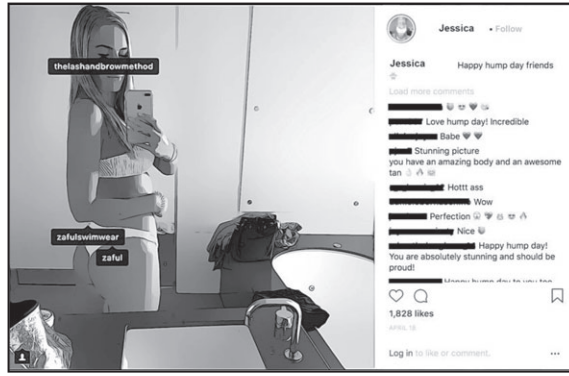 thelashandbrowmethod
zafulswimwear
zaful
Jessica • Follow
Jessica Happy hump day friends
Load more comments
Love hump day! Incredible
Babe
Stunning picture
you have an amazing body and an awesome
tan
Hottt ass
Wow
Perfection
Nice
Happy hump day!
You are absolutely stunning and should be
proud!
1,828 likes
APRIL 18
Log in to like or comment.